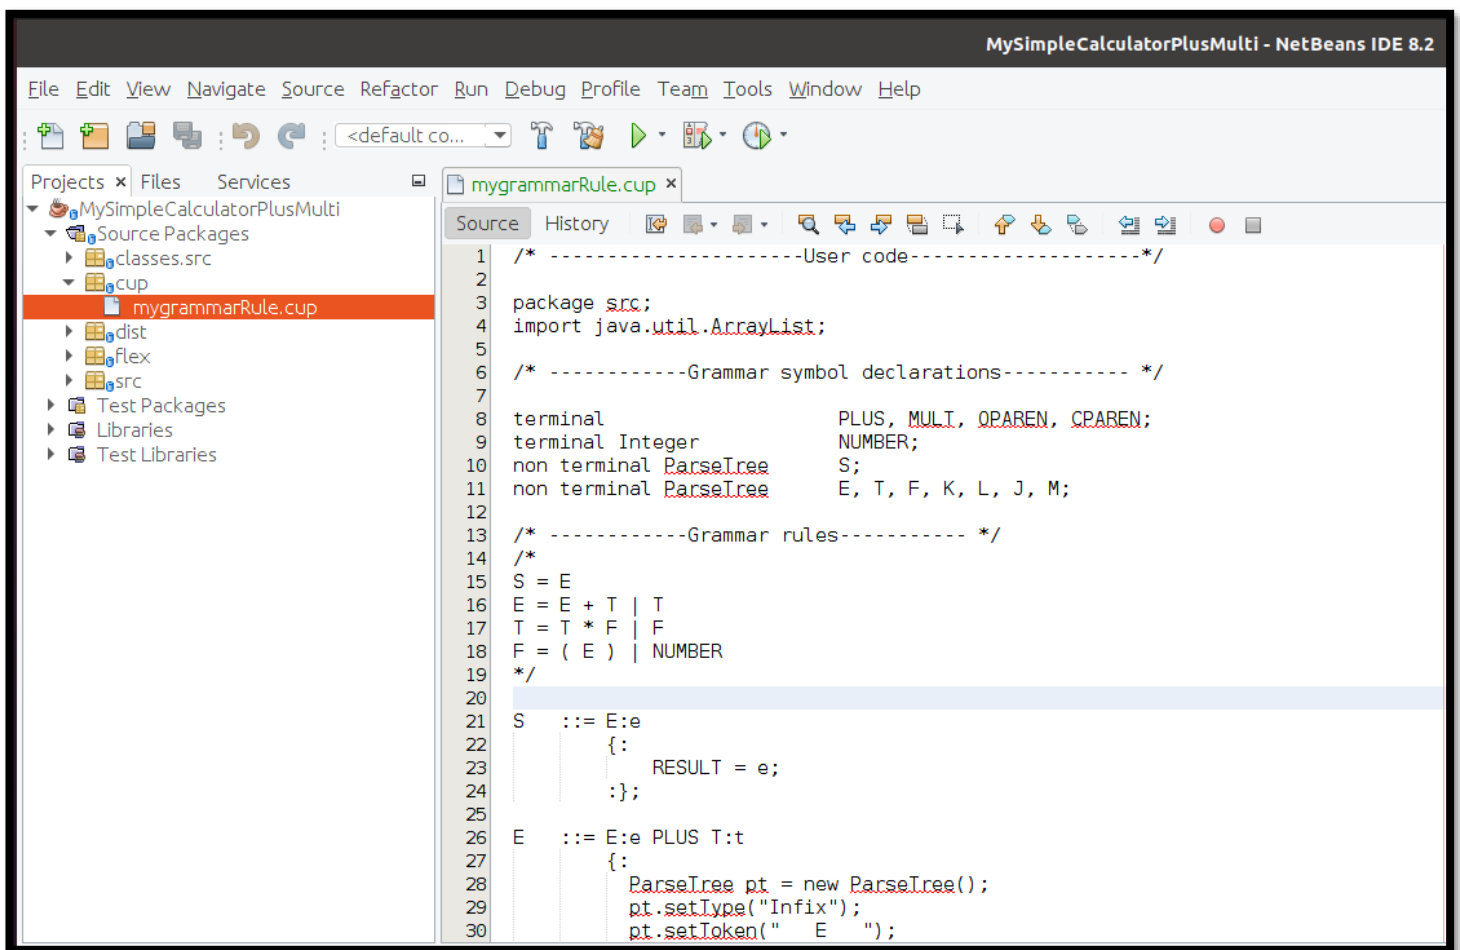 MySimpleCalculatorPlusMulti - NetBeans IDE 8.2
File Edit View Navigate Source Refactor Run Debug Profile Team Tools Window Help
<default co...
Projects × Files Services
mygrammarRule.cup ×
MySimpleCalculatorPlusMulti
Source Packages
classes.src
cup
mygrammarRule.cup
dist
flex
src
Test Packages
Libraries
Test Libraries
Source History
1 /* ----------------------User code--------------------*/
2
3 package src;
4 import java.util.ArrayList;
5
6 /* ------------Grammar symbol declarations----------- */
7
8 terminal PLUS, MULT, OPAREN, CPAREN;
9 terminal Integer NUMBER;
10 non terminal ParseTree S;
11 non terminal ParseTree E, T, F, K, L, J, M;
12
13 /* ------------Grammar rules----------- */
14 /*
15 S = E
16 E = E + T | T
17 T = T * F | F
18 F = ( E ) | NUMBER
19 */
20
21 S ::= E:e
22 {:
23 RESULT = e;
24 :};
25
26 E ::= E:e PLUS T:t
27 {:
28 ParseTree pt = new ParseTree();
29 pt.setType("Infix");
30 pt.setToken("   E   ");